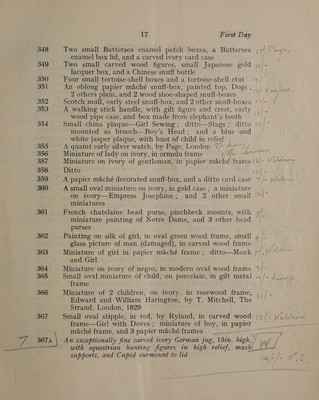 17 First Day
348 Two small Battersea enamel patch boxes, a Battersea
enamel box lid, and a carved ivory card case
349 Two small carved wood figures, small Japanese gold
lacquer box, and a Chinese snuff bottle
350 Four small tortoise-shell boxes and a tortoise-shell etui
351 An oblong papier mâché snuff-box, painted top, Dogs;
2 others plain, and 2 wood shoe-shaped snuff-boxes
352 Scotch mull, early steel snuff-box, and 2 other snuff-boxes
353 A walking stick handle, with gilt figure and crest, early
wood pipe case, and box made from elephant's tooth
354 Small china plaque—Girl Sewing; ditto—Stags; ditto
mounted as brooch—Boy's Head; and a blue and
white jasper plaque, with bust of child in relief
355 A quaint early silver watch, by Page, London
356 Miniature of lady on ivory, in ormolu frame
357 Miniature on ivory of gentleman, in papier mâché frame
358 Ditto
359 A papier mâché decorated snuff-box, and a ditto card case
360 A small oval miniature on ivory, in gold case; a miniature
on ivory—Empress Josephine; and 2 other small
miniatures
361 French chatelaine bead purse, pinchbeck mounts, with
miniature painting of Notre Dame, and 3 other bead
purses
362 Painting on silk of girl, in oval green wood frame, small
glass picture of man (damaged), in carved wood frame
363 Miniature of girl in papier mâché frame; ditto—Monk
and Girl
364 Miniature on ivory of negro, in modern oval wood frame
365 Small oval miniature of child, on porcelain, in gilt metal
frame
366 Miniature of 2 children, on ivory, in rosewood frame,
Edward and William Harington, by T. Mitchell, The
Strand, London, 1829
367 Small oval stipple, in red, by Ryland, in carved wood
frame—Girl with Doves; miniature of boy, in papier
mâché frame, and 3 papier mâché frames
7 367A An exceptionally fine carved ivory German jug, 15in. high, W
with equestrian hunting figures in high relief, mask
supports, and Cupid surmount to lid